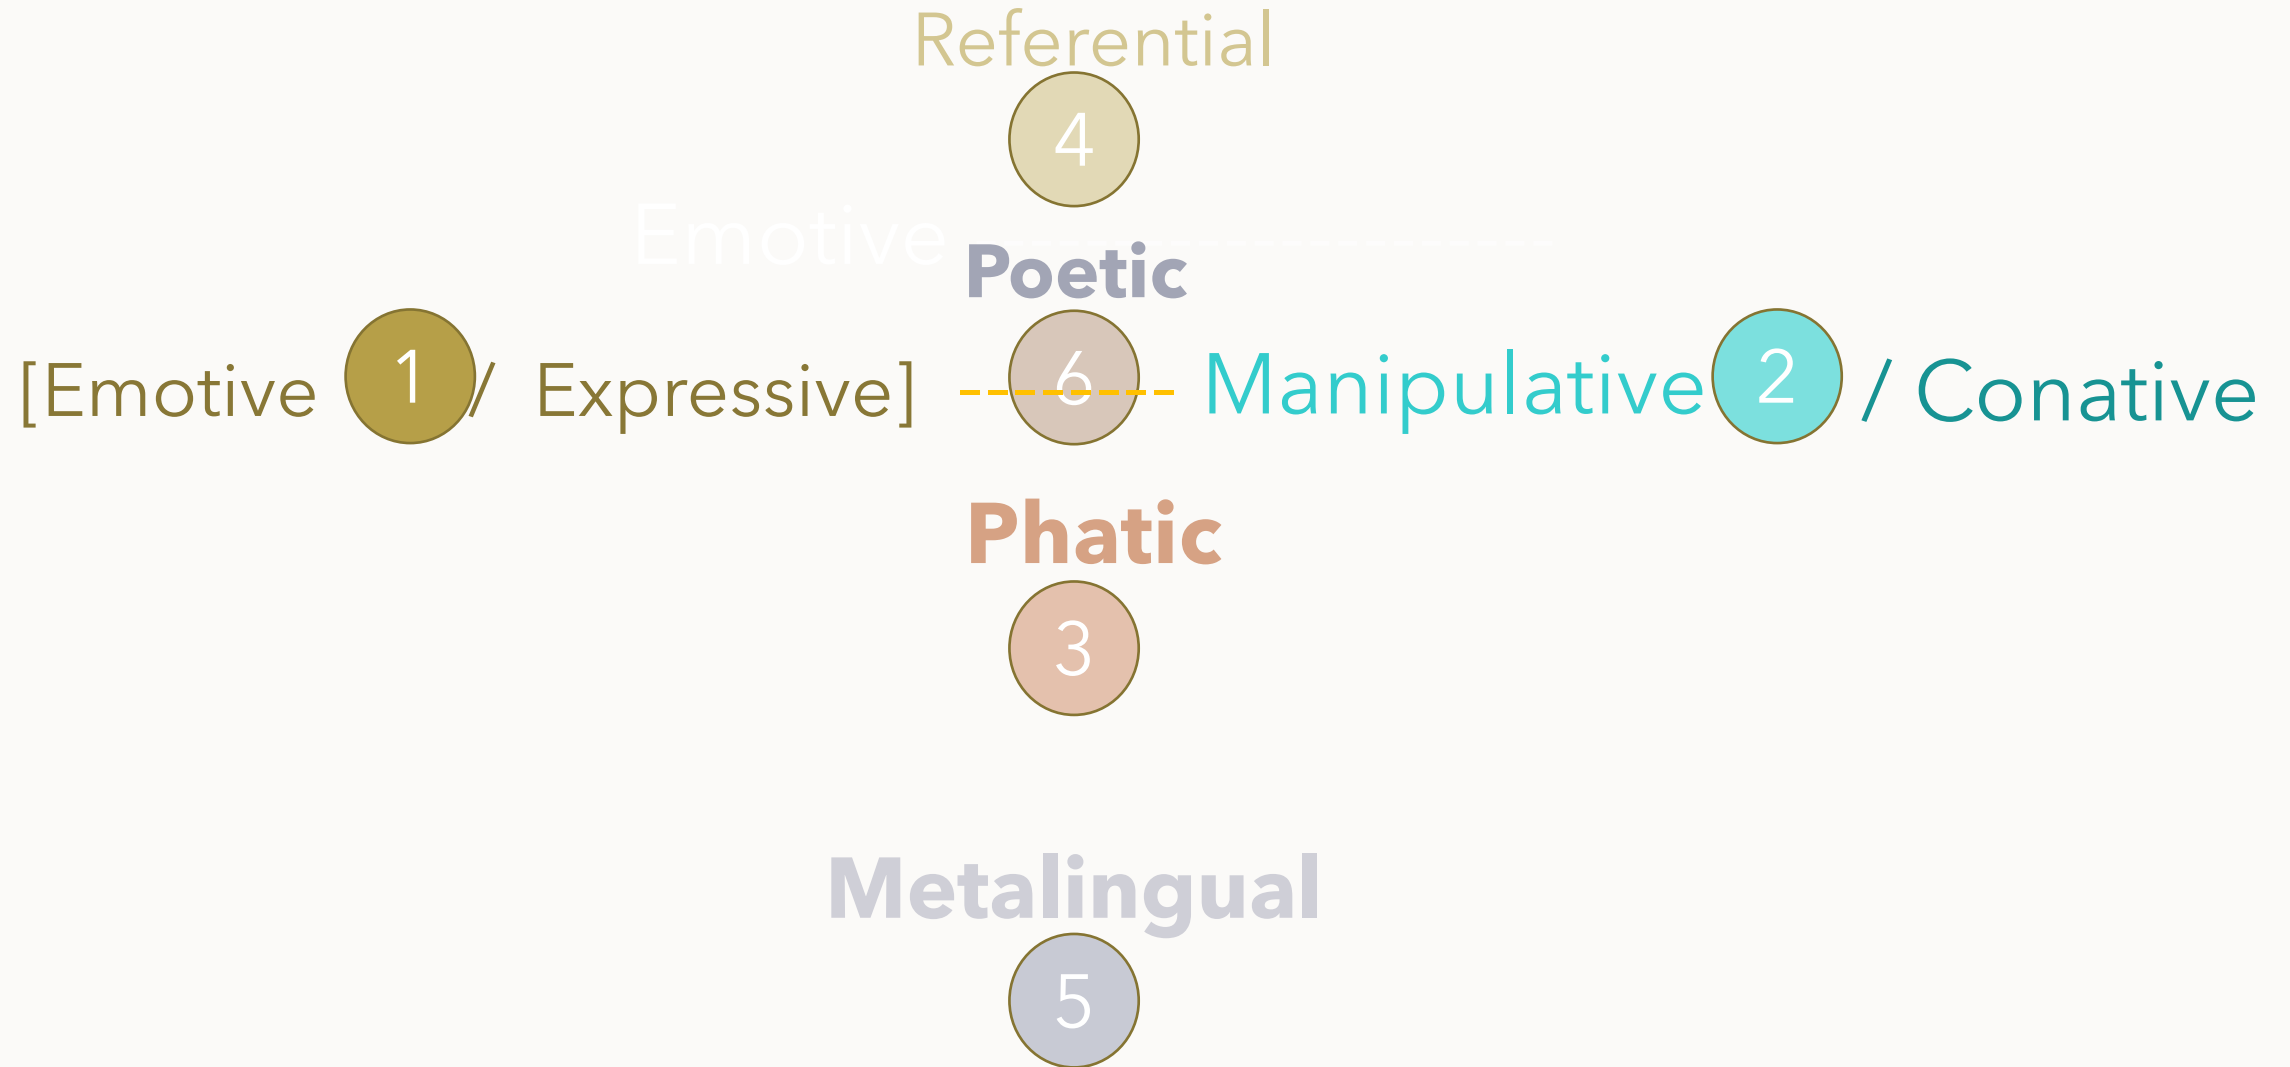 Referential
4
Emotive
Poetic
[Emotive 1 / Expressive] 6 Manipulative 2 / Conative
Phatic
3
Metalingual
5